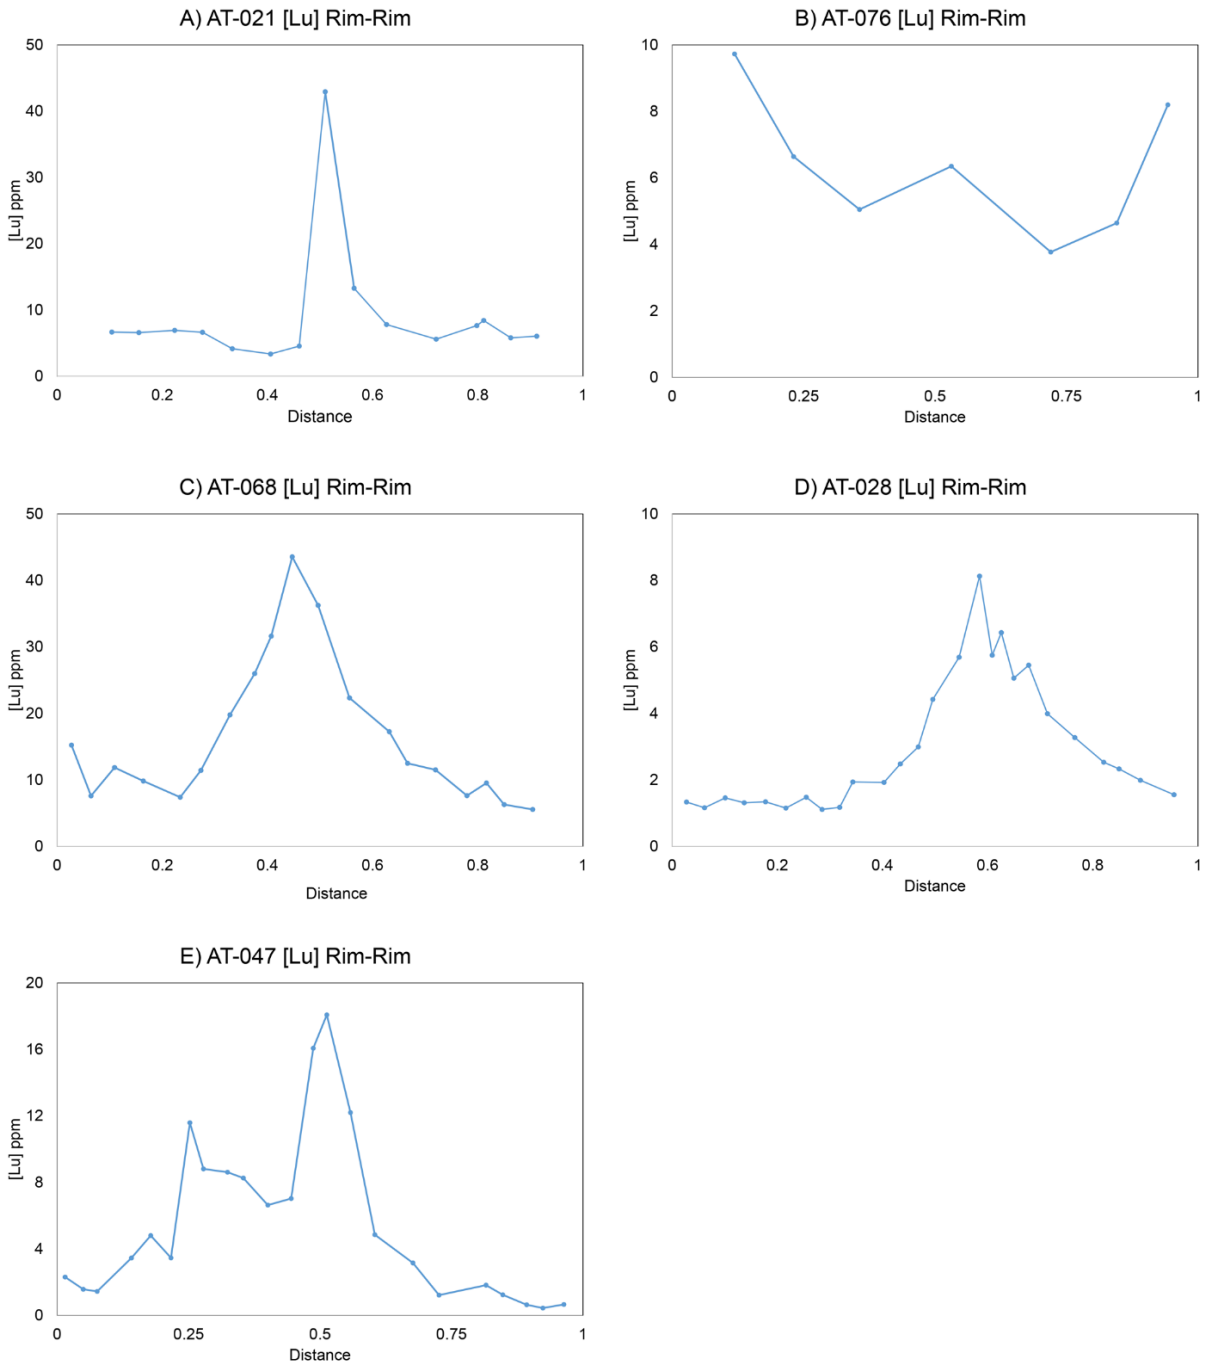 A) AT-021 [Lu] Rim-Rim
50
40
30
20
10
0
[Lu] ppm
0 0.2 0.4 0.6 0.8 1
Distance
B) AT-076 [Lu] Rim-Rim
10
8
6
4
2
0
[Lu] ppm
0 0.25 0.5 0.75 1
Distance
C) AT-068 [Lu] Rim-Rim
50
40
30
20
10
0
[Lu] ppm
0 0.2 0.4 0.6 0.8 1
Distance
D) AT-028 [Lu] Rim-Rim
10
8
6
4
2
0
[Lu] ppm
0 0.2 0.4 0.6 0.8 1
Distance
E) AT-047 [Lu] Rim-Rim
20
16
12
8
4
0
[Lu] ppm
0 0.25 0.5 0.75 1
Distance